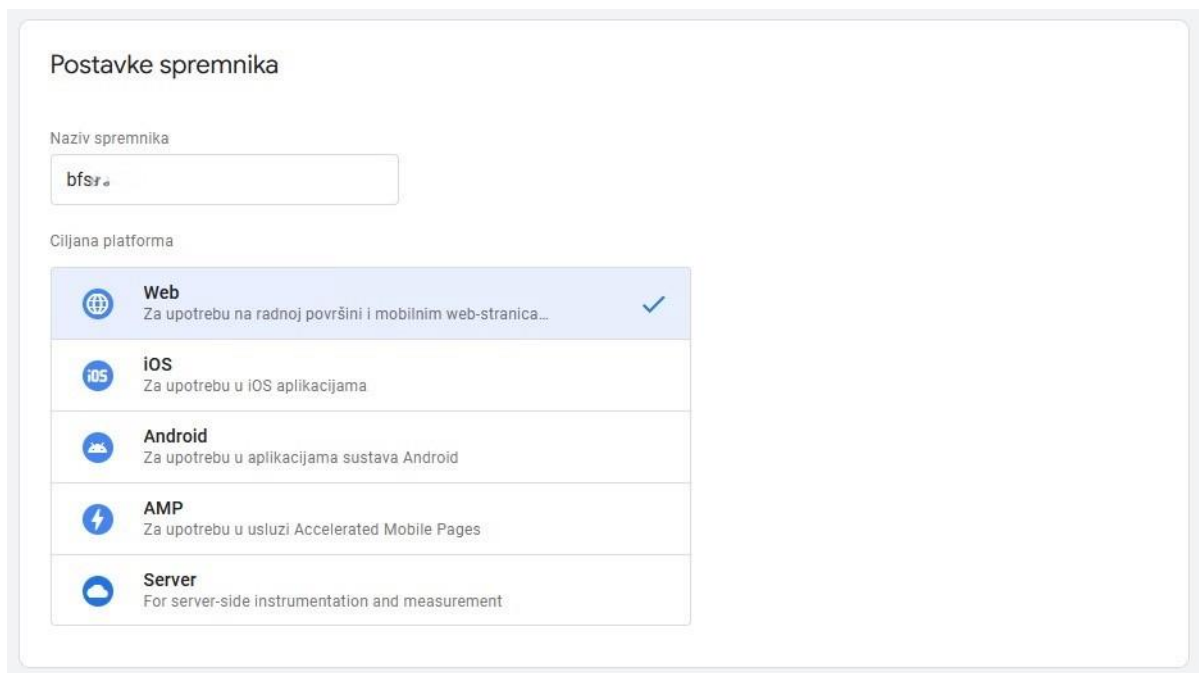 Postavke spremnika
Naziv spremnika
Ciljana platforma
Web
Za upotrebu na radnoj površini i mobilnim web-stranica…
iOS
iOS
Za upotrebu u iOS aplikacijama
Android
Za upotrebu u aplikacijama sustava Android
AMP
Za upotrebu u usluzi Accelerated Mobile Pages
Server
For server-side instrumentation and measurement